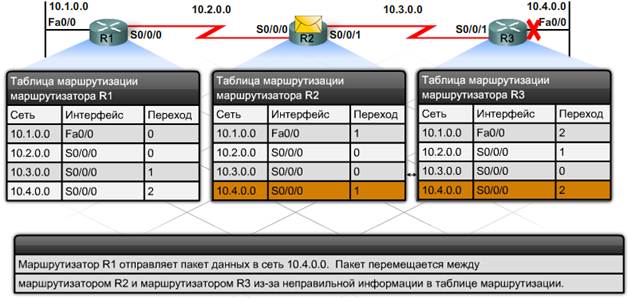 10.1.0.0
10.2.0.0
10.3.0.0
10.4.0.0
Fa0/0
R1
S0/0/0
S0/0/0
R2
S0/0/1
S0/0/1
R3
Fa0/0
Таблица маршрутизации
маршрутизатора R1
Сеть Интерфейс Переход
10.1.0.0 Fa0/0 0
10.2.0.0 S0/0/0 0
10.3.0.0 S0/0/0 1
10.4.0.0 S0/0/0 2
Таблица маршрутизации
маршрутизатора R2
Сеть Интерфейс Переход
10.1.0.0 Fa0/0 1
10.2.0.0 S0/0/0 0
10.3.0.0 S0/0/0 0
10.4.0.0 S0/0/0 1
Таблица маршрутизации
маршрутизатора R3
Сеть Интерфейс Переход
10.1.0.0 Fa0/0 2
10.2.0.0 S0/0/0 1
10.3.0.0 S0/0/0 0
10.4.0.0 S0/0/0 2
Маршрутизатор R1 отправляет пакет данных в сеть 10.4.0.0. Пакет перемещается между
маршрутизатором R2 и маршрутизатором R3 из-за неправильной информации в таблице маршрутизации.